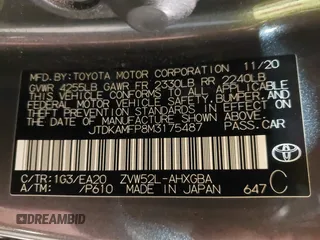 MFD.BY:TOYOTA MOTOR CORPORATION 11/20
GVWR 4255LB GAWR FR 2330LB RR 2240LB
THIS VEHICLE CONFORMS TO ALL APPLICABLE
FEDERAL MOTOR VEHICLE SAFETY, BUMPER, AND
THEFT PREVENTION STANDARDS IN EFFECT ON
THE DATE OF MANUFACTURE SHOWN ABOVE.
JTDKAMFP8M3175487 PASS.CAR
TOYOTA
C/TR:1G3/EA20 ZVW52L-AHXGBA
A/TM: /P610 MADE IN JAPAN 647 C
DREAMBID